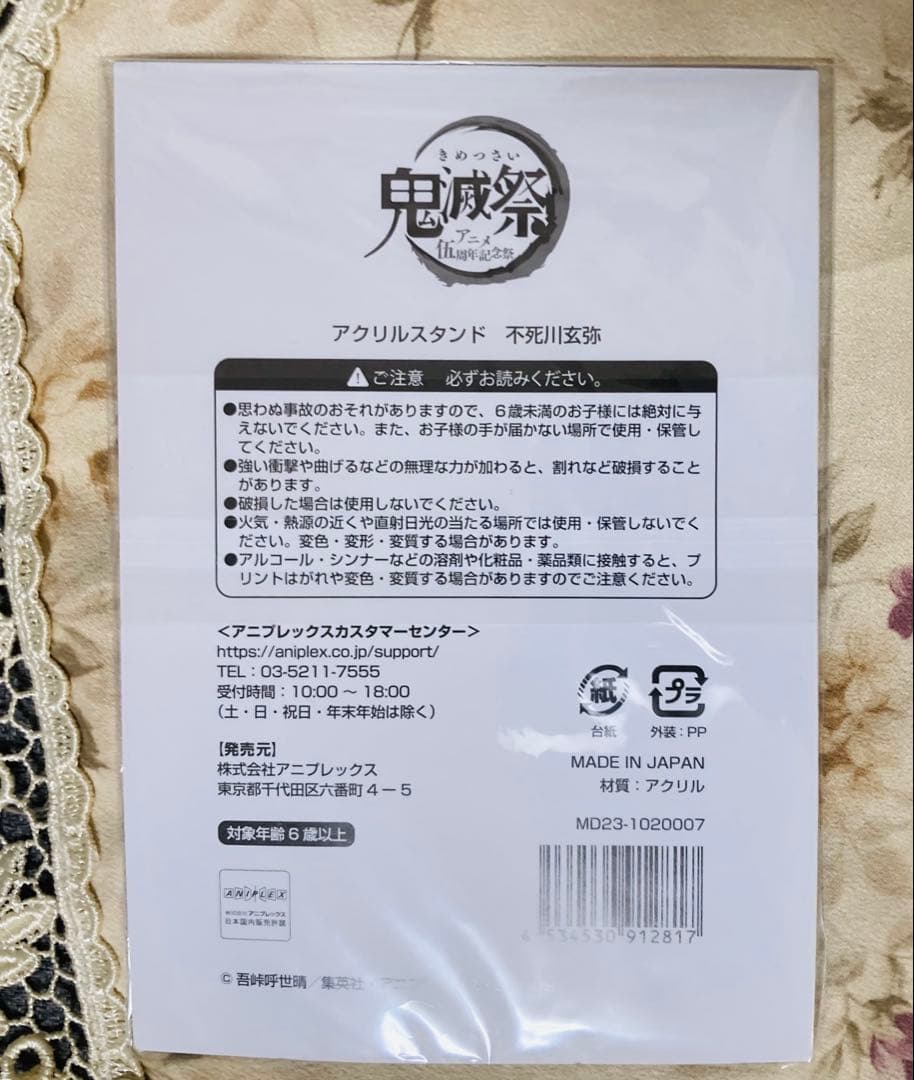 きめつさい
鬼滅祭
アニメ
伍周年記念祭
アクリルスタンド　不死川玄弥
ご注意　必ずお読みください。
●思わぬ事故のおそれがありますので、６歳未満のお子様には絶対に与
えないでください。また、お子様の手が届かない場所で使用・保管し
てください。
●強い衝撃や曲げるなどの無理な力が加わると、割れなど破損すること
があります。
●破損した場合は使用しないでください。
●火気・熱源の近くや直射日光の当たる場所では使用・保管しないでく
ださい。変色・変形・変質する場合があります。
●アルコール・シンナーなどの溶剤や化粧品・薬品類に接触すると、プ
リントはがれや変色・変質する場合がありますのでご注意ください。
＜アニプレックスカスタマーセンター＞
https://aniplex.co.jp/support/
TEL：03-5211-7555
受付時間：10:00 ～ 18:00
（土・日・祝日・年末年始は除く）
紙
プラ
台紙
外装：PP
【発売元】
株式会社アニプレックス
東京都千代田区六番町４－５
MADE IN JAPAN
材質：アクリル
対象年齢６歳以上
MD23-1020007
ANIPLEX
株式会社アニプレックス
日本国内販売許諾
4 534530 912817
© 吾峠呼世晴／集英社・アニ